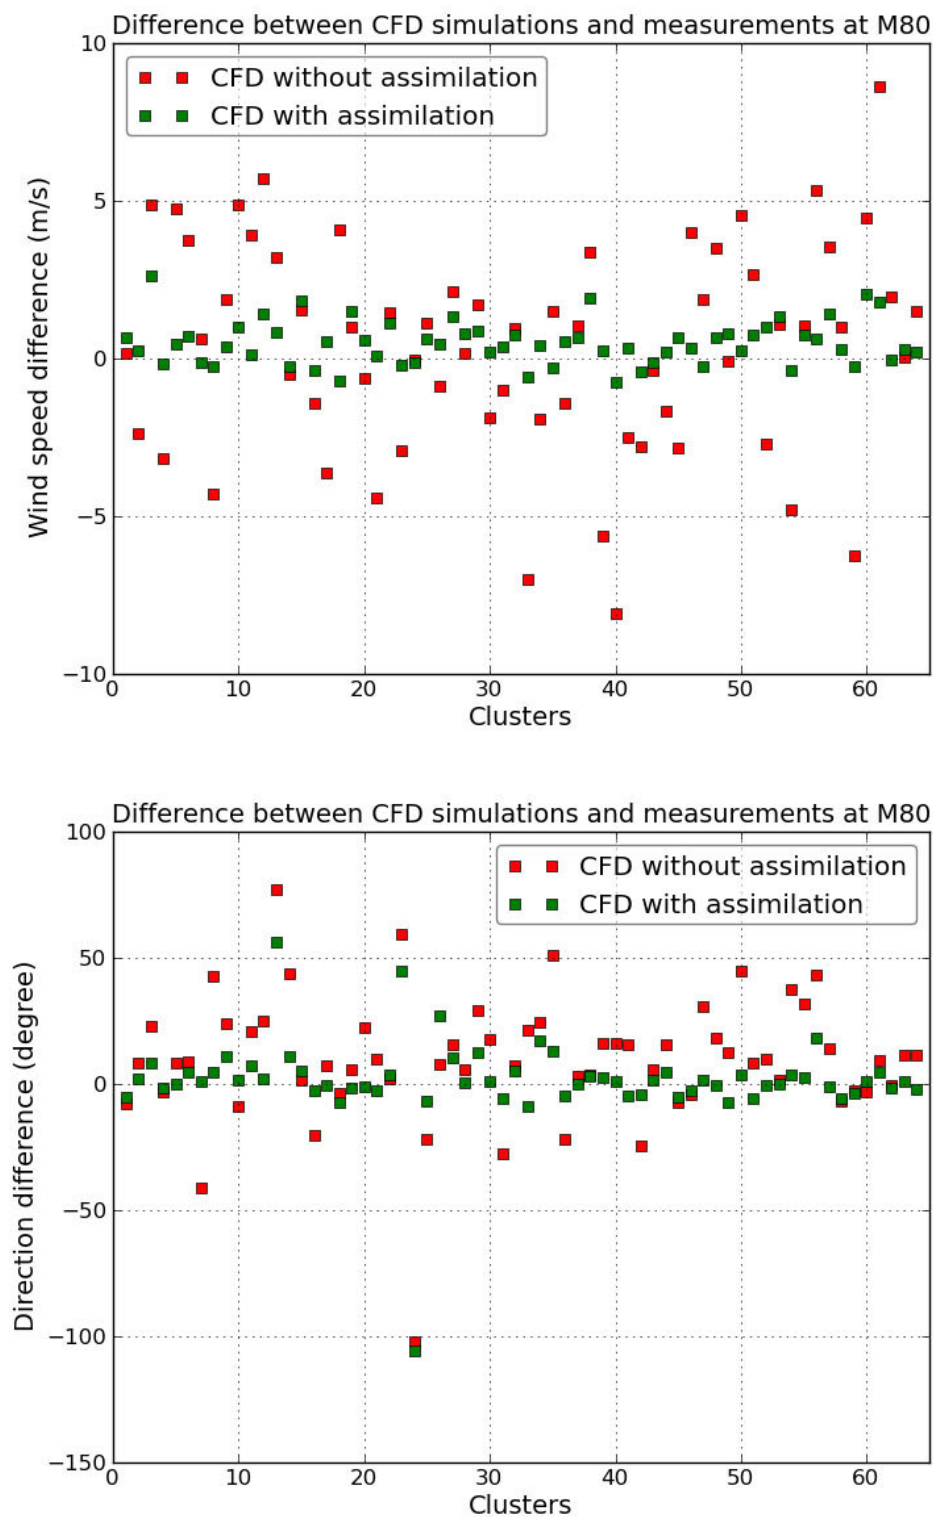 Difference between CFD simulations and measurements at M80
10
CFD without assimilation
CFD with assimilation
5
0
−5
−10
Wind speed difference (m/s)
0 10 20 30 40 50 60
Clusters
Difference between CFD simulations and measurements at M80
100
CFD without assimilation
CFD with assimilation
50
0
−50
−100
−150
Direction difference (degree)
0 10 20 30 40 50 60
Clusters